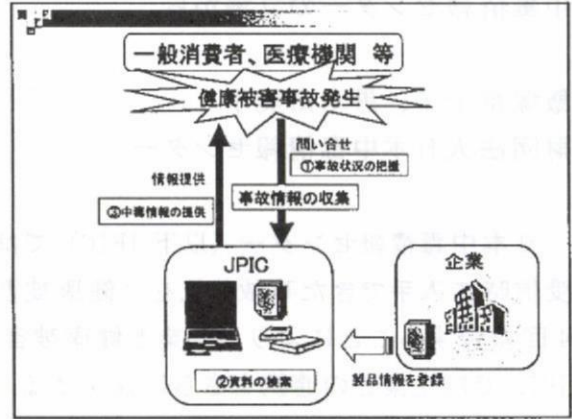 一般消費者、医療機関 等
健康被害事故発生
問い合せ
①事故状況の把握
情報提供
事故情報の収集
③中毒情報の提供
JPIC
企業
②資料の検索
製品情報を登録